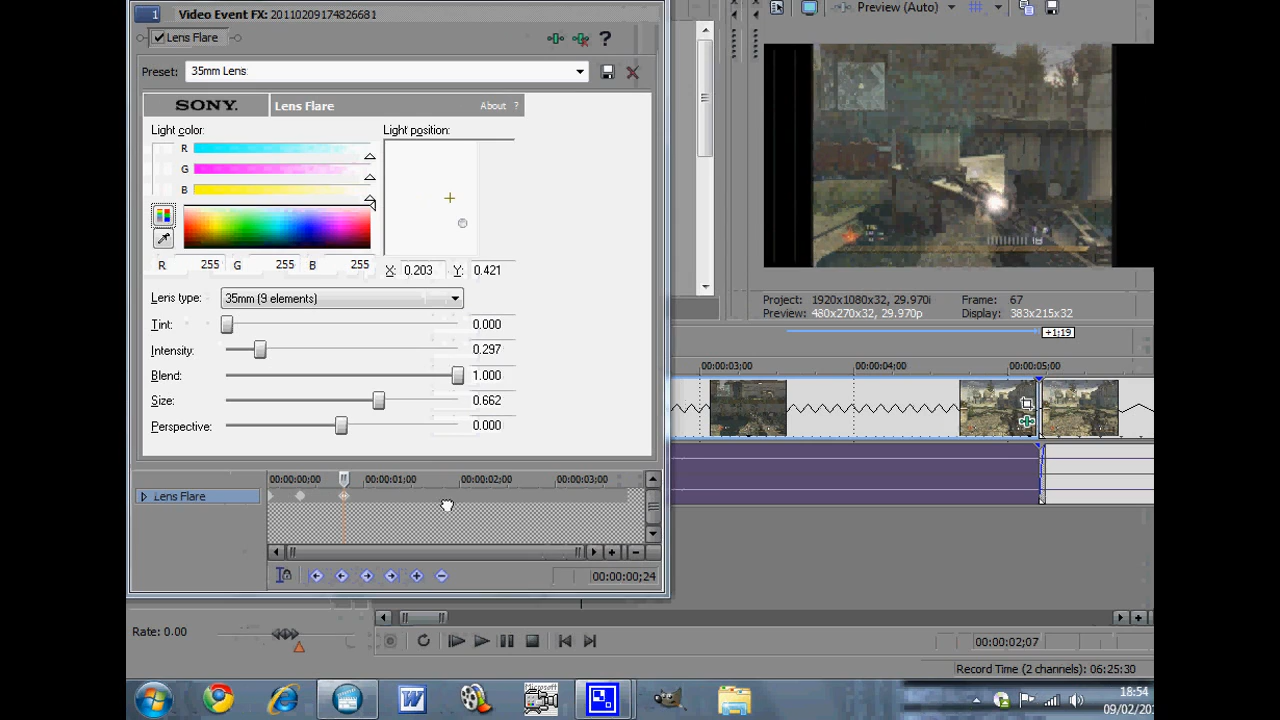 1
Video Event FX: 20110209174826681
Lens Flare
Preset: 35mm Lens
SONY. Lens Flare About ?
Light color:
R
G
B
R 255 G 255 B 255
Light position:
X: 0.203 Y: 0.421
Lens type: 35mm (9 elements)
Tint: 0.000
Intensity: 0.297
Blend: 1.000
Size: 0.662
Perspective: 0.000
00:00:00;00 00:00:01;00 00:00:02;00 00:00:03;00
Lens Flare
00:00:00;24
Preview (Auto)
Project: 1920x1080x32, 29.970i Frame: 67
Preview: 480x270x32, 29.970p Display: 383x215x32
+1;19
00:00:03;00 00:00:04;00 00:00:05;00
Rate: 0.00
00:00:02;07
Record Time (2 channels): 06:25:30
18:54
09/02/20